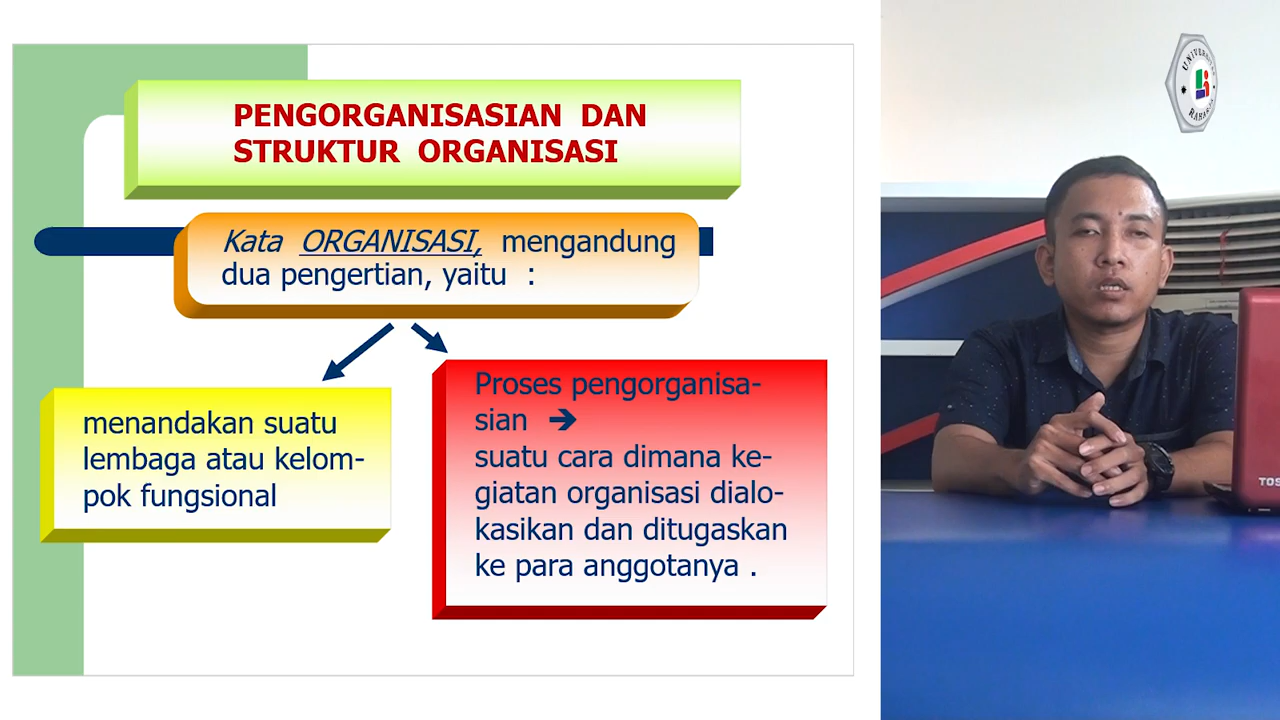 PENGORGANISASIAN DAN
STRUKTUR ORGANISASI
Kata ORGANISASI, mengandung
dua pengertian, yaitu :
menandakan suatu
lembaga atau kelom-
pok fungsional
Proses pengorganisa-
sian ➔
suatu cara dimana ke-
giatan organisasi dialo-
kasikan dan ditugaskan
ke para anggotanya .